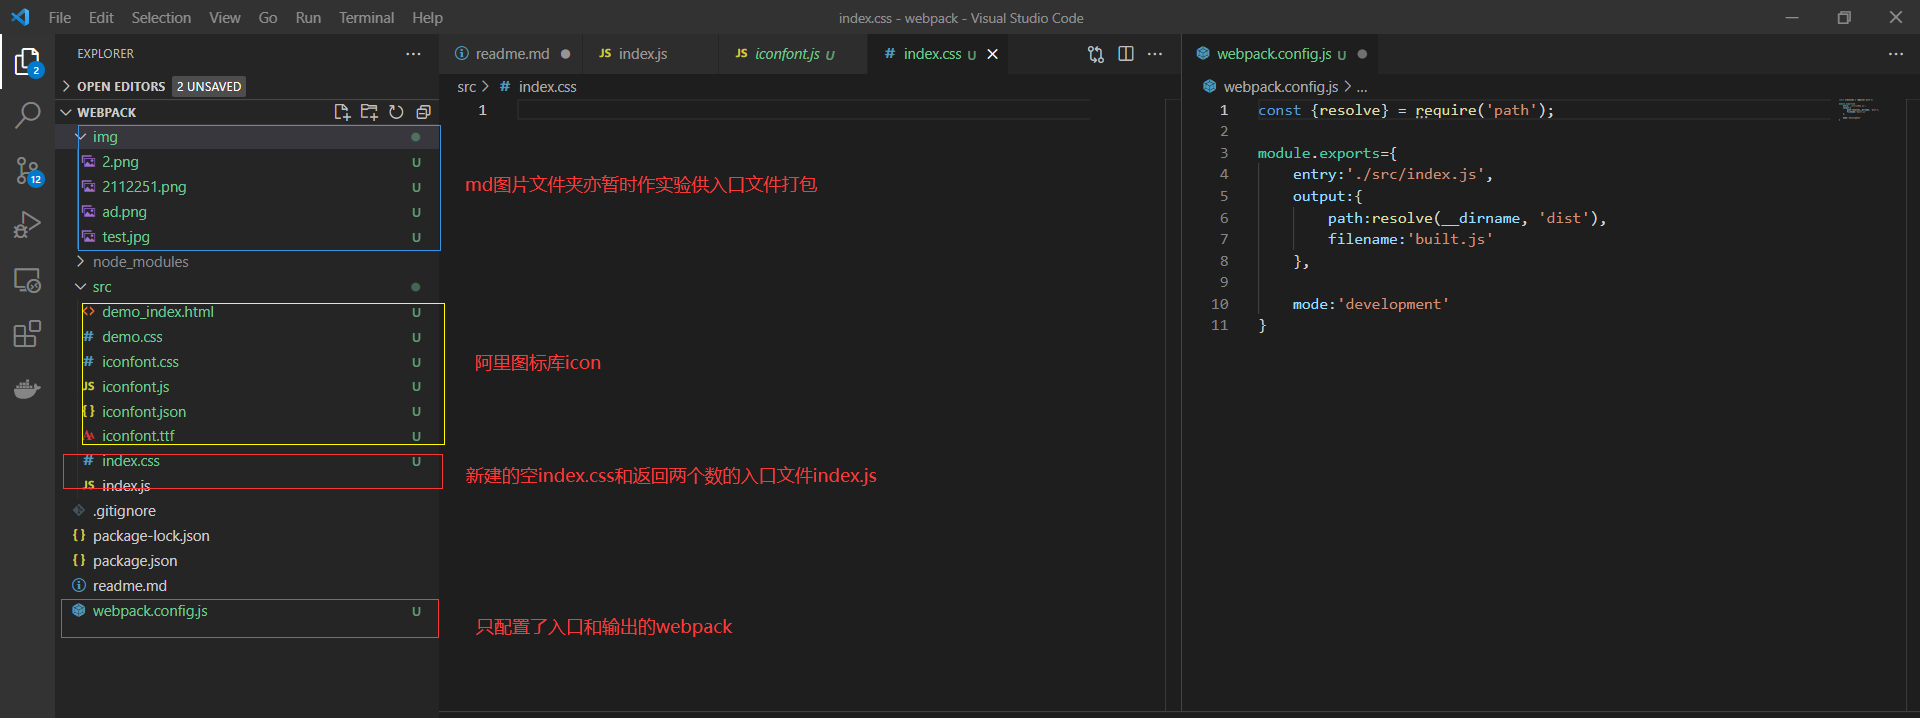 File Edit Selection View Go Run Terminal Help
index.css - webpack - Visual Studio Code
EXPLORER
OPEN EDITORS 2 UNSAVED
WEBPACK
img
2.png U
2112251.png U
ad.png U
test.jpg U
node_modules
src
demo_index.html U
demo.css U
iconfont.css U
iconfont.js U
iconfont.json U
iconfont.ttf U
index.css U
index.js
.gitignore
package-lock.json
package.json
readme.md
webpack.config.js U
2
12
readme.md
JS index.js
JS iconfont.js U
# index.css U
src > # index.css
1
md图片文件夹亦暂时作实验供入口文件打包
阿里图标库icon
新建的空index.css和返回两个数的入口文件index.js
只配置了入口和输出的webpack
webpack.config.js U
webpack.config.js > ...
1 const {resolve} = require('path');
2
3 module.exports={
4 entry:'./src/index.js',
5 output:{
6 path:resolve(__dirname, 'dist'),
7 filename:'built.js'
8 },
9
10 mode:'development'
11 }